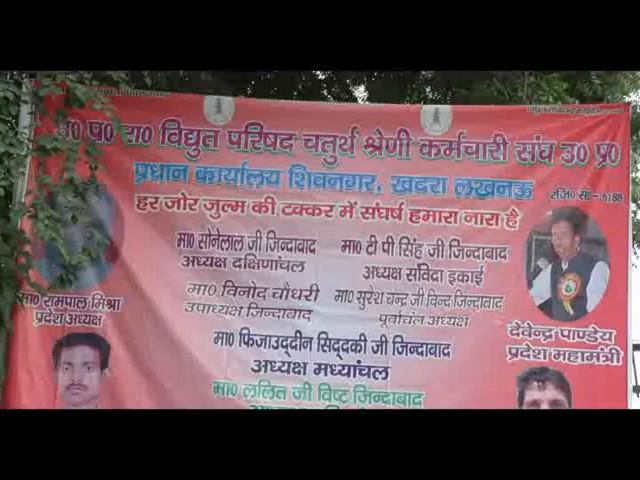 उ0 प्र0 रा0 विद्युत परिषद चतुर्थ श्रेणी कर्मचारी संघ उ0 प्र0
प्रधान कार्यालय शिवनगर, खदरा लखनऊ
रजि0 सं0-6188
हर जोर जुल्म की टक्कर में संघर्ष हमारा नारा है
मा0 सोनेलाल जी जिन्दाबाद
अध्यक्ष दक्षिणांचल
मा0 टी पी सिंह जी जिन्दाबाद
अध्यक्ष संविदा इकाई
मा0 रामपाल मिश्रा
प्रदेश अध्यक्ष
मा0 विनोद चौधरी
उपाध्यक्ष जिन्दाबाद
मा0 सुरेश चन्द्र जी विन्द जिन्दाबाद
पूर्वांचल अध्यक्ष
देवेन्द्र पाण्डेय
प्रदेश महामंत्री
मा0 फिजाउद्दीन सिद्दकी जी जिन्दाबाद
अध्यक्ष मध्यांचल
मा0 ललित जी विष्ट जिन्दाबाद